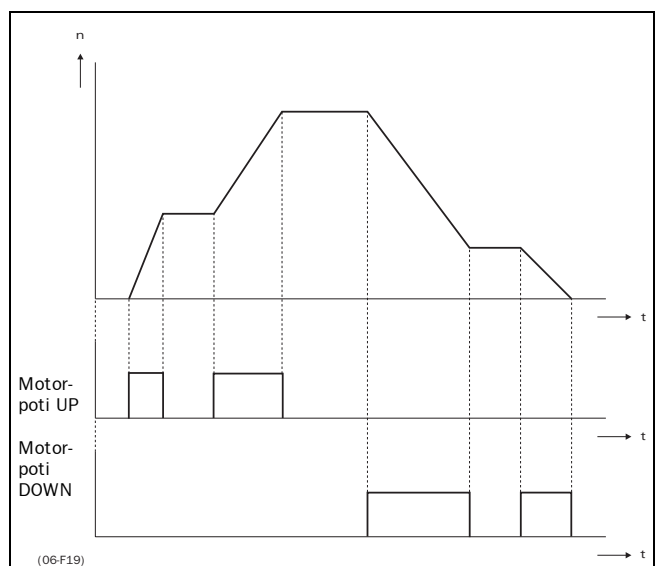 n
t
Motor-
poti UP
t
Motor-
poti
DOWN
t
(06-F19)